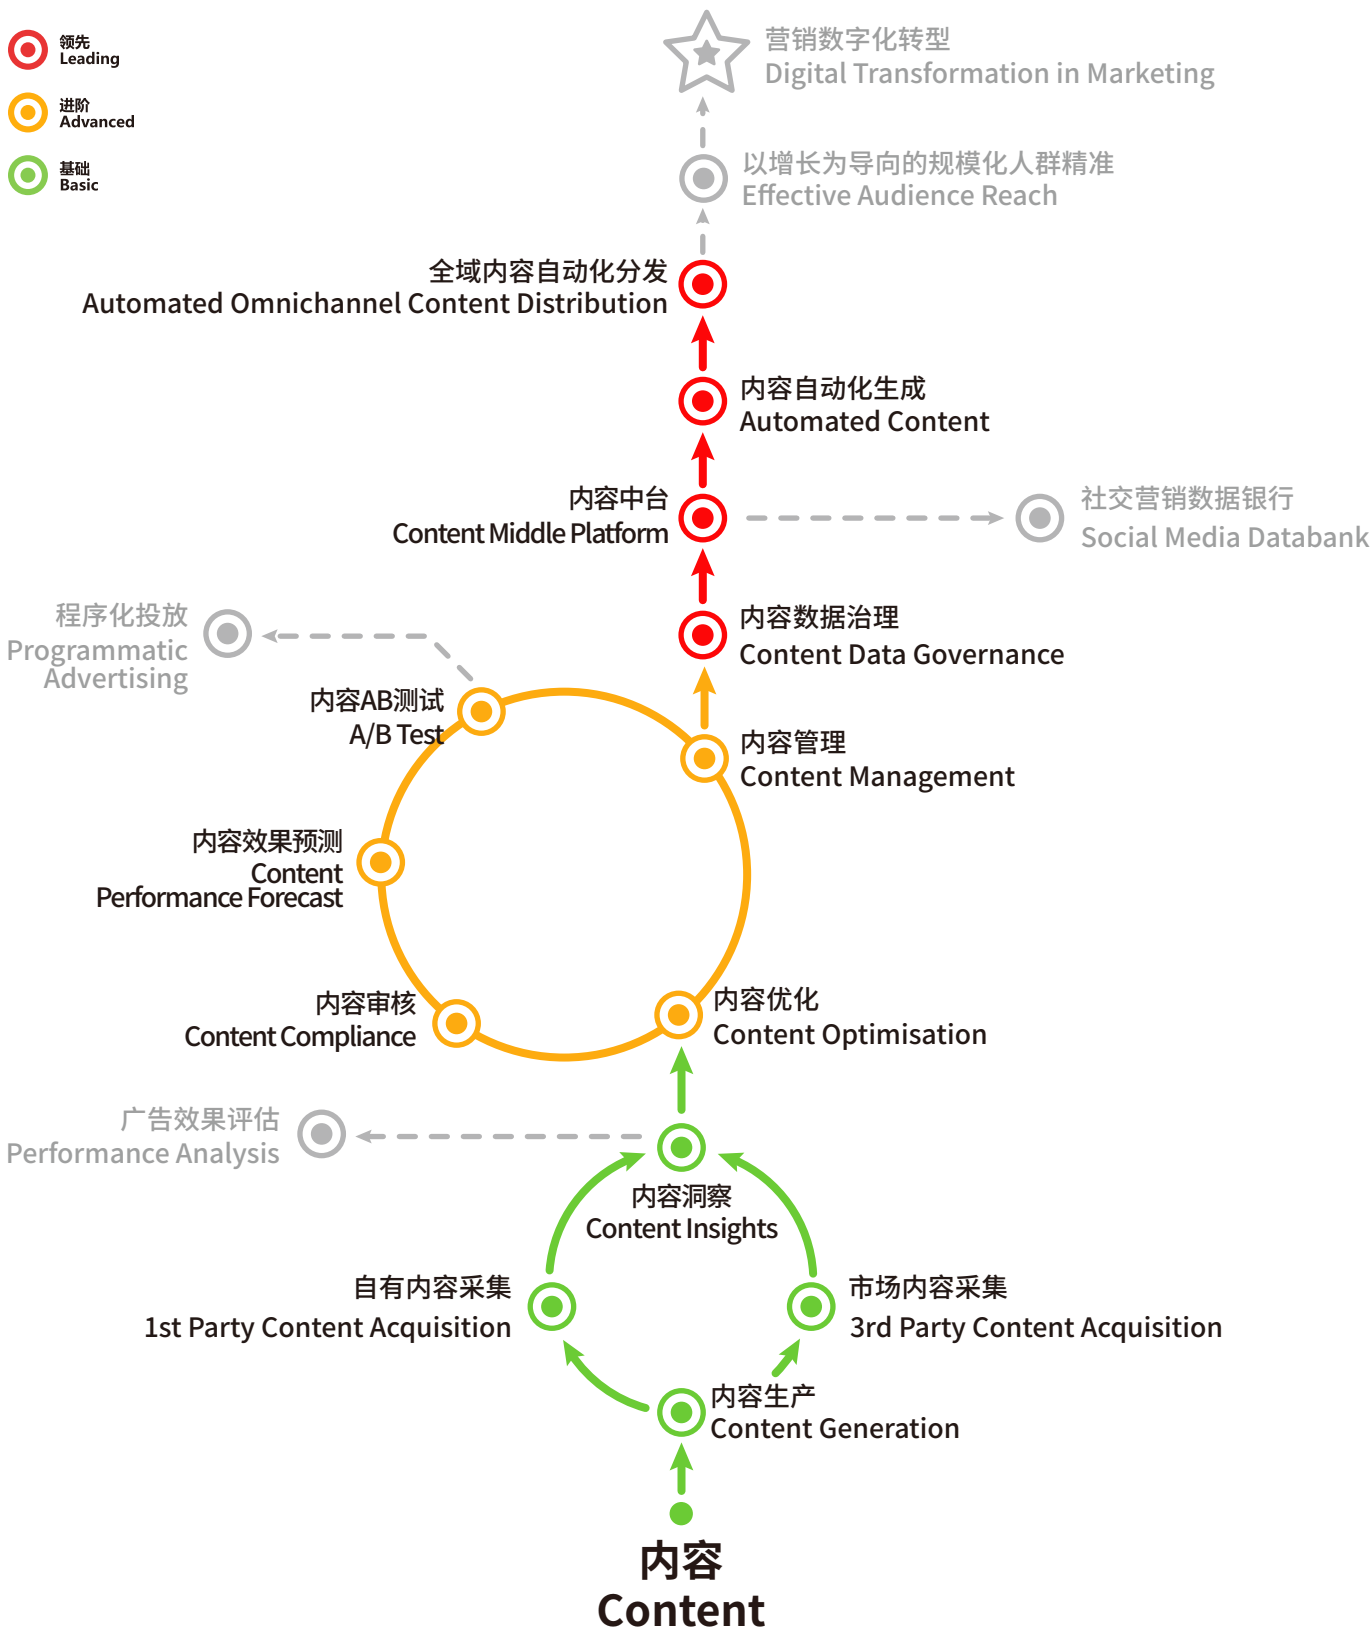 领先
Leading
进阶
Advanced
基础
Basic
营销数字化转型
Digital Transformation in Marketing
以增长为导向的规模化人群精准
Effective Audience Reach
全域内容自动化分发
Automated Omnichannel Content Distribution
内容自动化生成
Automated Content
内容中台
Content Middle Platform
社交营销数据银行
Social Media Databank
程序化投放
Programmatic
Advertising
内容数据治理
Content Data Governance
内容AB测试
A/B Test
内容管理
Content Management
内容效果预测
Content
Performance Forecast
内容审核
Content Compliance
内容优化
Content Optimisation
广告效果评估
Performance Analysis
内容洞察
Content Insights
自有内容采集
1st Party Content Acquisition
市场内容采集
3rd Party Content Acquisition
内容生产
Content Generation
内容
Content